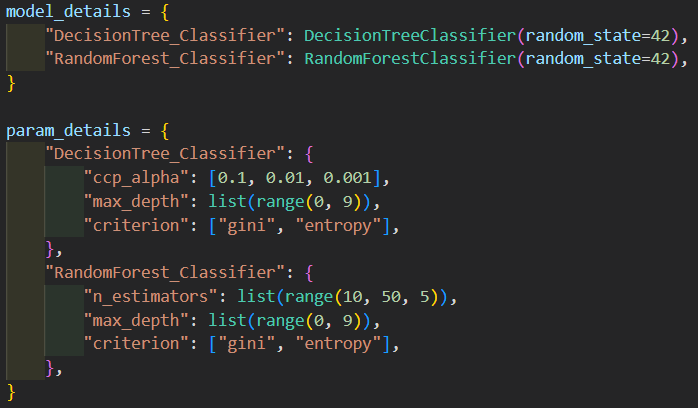 model_details = {
    "DecisionTree_Classifier": DecisionTreeClassifier(random_state=42),
    "RandomForest_Classifier": RandomForestClassifier(random_state=42),
}

param_details = {
    "DecisionTree_Classifier": {
        "ccp_alpha": [0.1, 0.01, 0.001],
        "max_depth": list(range(0, 9)),
        "criterion": ["gini", "entropy"],
    },
    "RandomForest_Classifier": {
        "n_estimators": list(range(10, 50, 5)),
        "max_depth": list(range(0, 9)),
        "criterion": ["gini", "entropy"],
    },
}